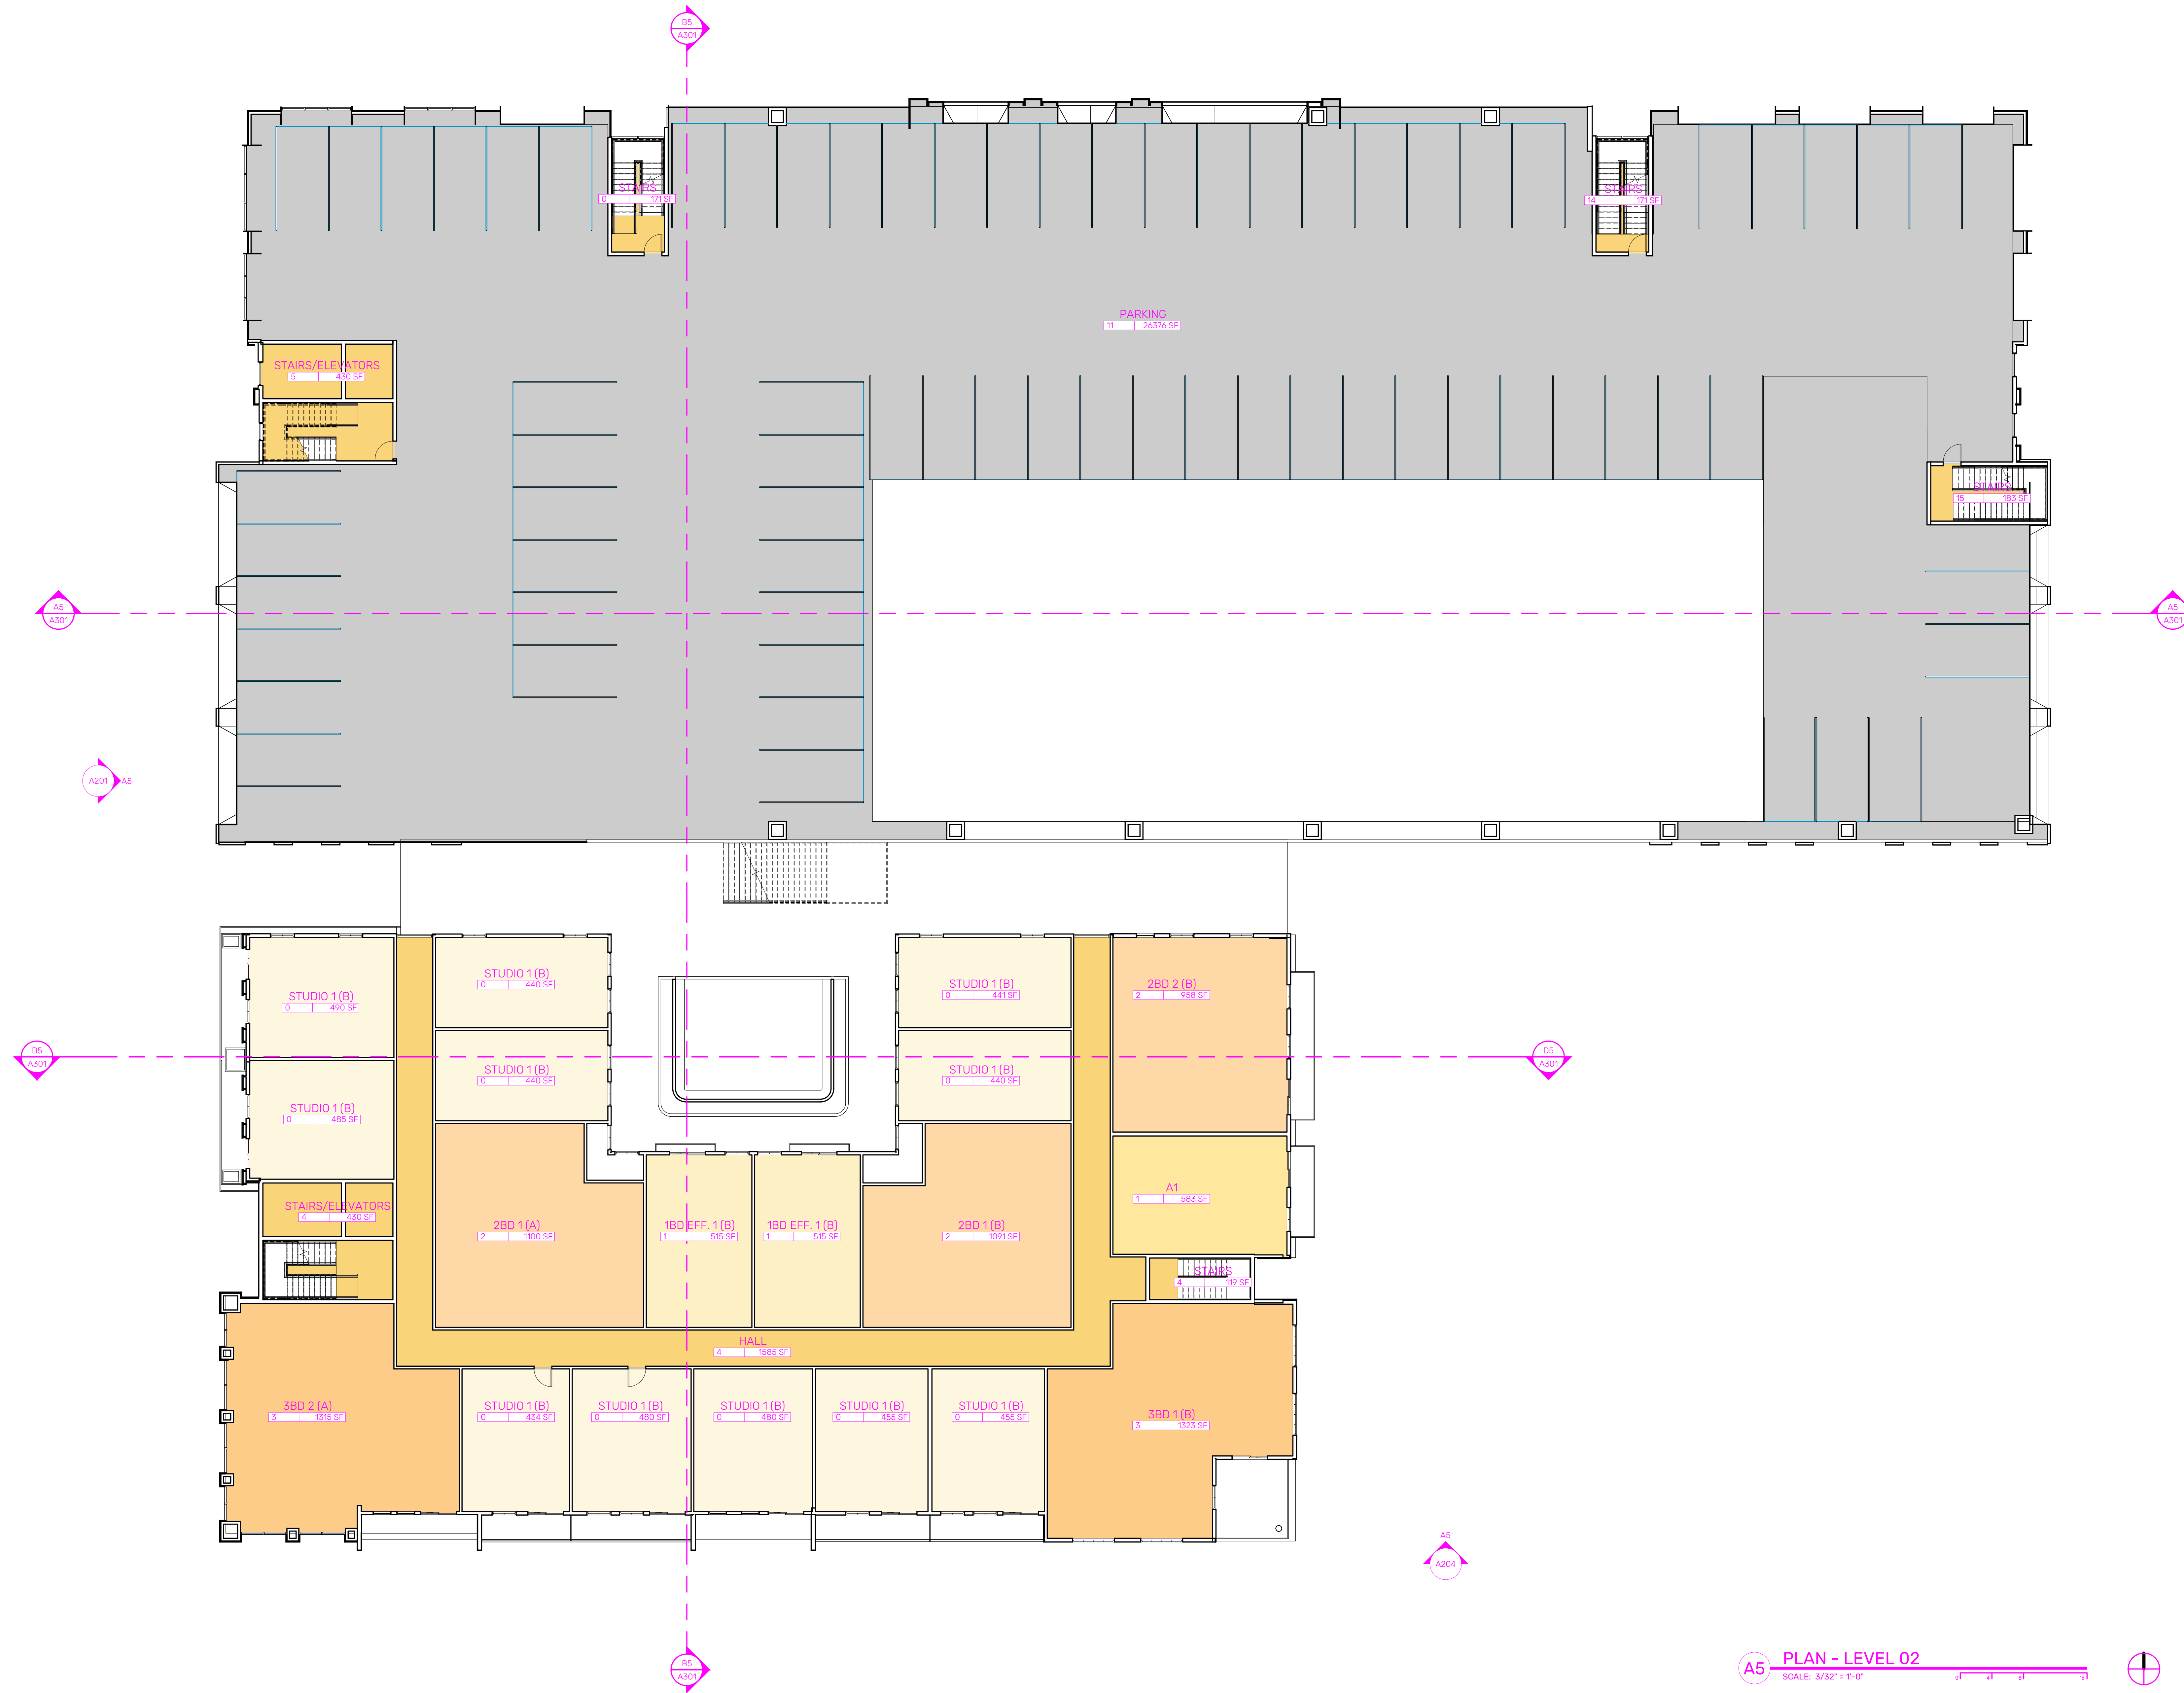 B5
A301
STAIRS
0 171 SF
STAIRS
14 171 SF
PARKING
11 26376 SF
STAIRS/ELEVATORS
5 430 SF
STAIRS
15 183 SF
A5
A301
A5
A301
A201 A5
STUDIO 1 (B)
0 490 SF
STUDIO 1 (B)
0 440 SF
STUDIO 1 (B)
0 441 SF
2BD 2 (B)
2 958 SF
D5
A301
D5
A301
STUDIO 1 (B)
0 440 SF
STUDIO 1 (B)
0 440 SF
STUDIO 1 (B)
0 485 SF
A1
1 583 SF
STAIRS/ELEVATORS
4 430 SF
2BD 1 (A)
2 1100 SF
1BD EFF. 1 (B)
1 515 SF
1BD EFF. 1 (B)
1 515 SF
2BD 1 (B)
2 1091 SF
STAIRS
4 119 SF
HALL
4 1585 SF
3BD 2 (A)
3 1315 SF
STUDIO 1 (B)
0 434 SF
STUDIO 1 (B)
0 480 SF
STUDIO 1 (B)
0 480 SF
STUDIO 1 (B)
0 455 SF
STUDIO 1 (B)
0 455 SF
3BD 1 (B)
3 1323 SF
A5
A204
B5
A301
A5 PLAN - LEVEL 02
SCALE: 3/32" = 1'-0"